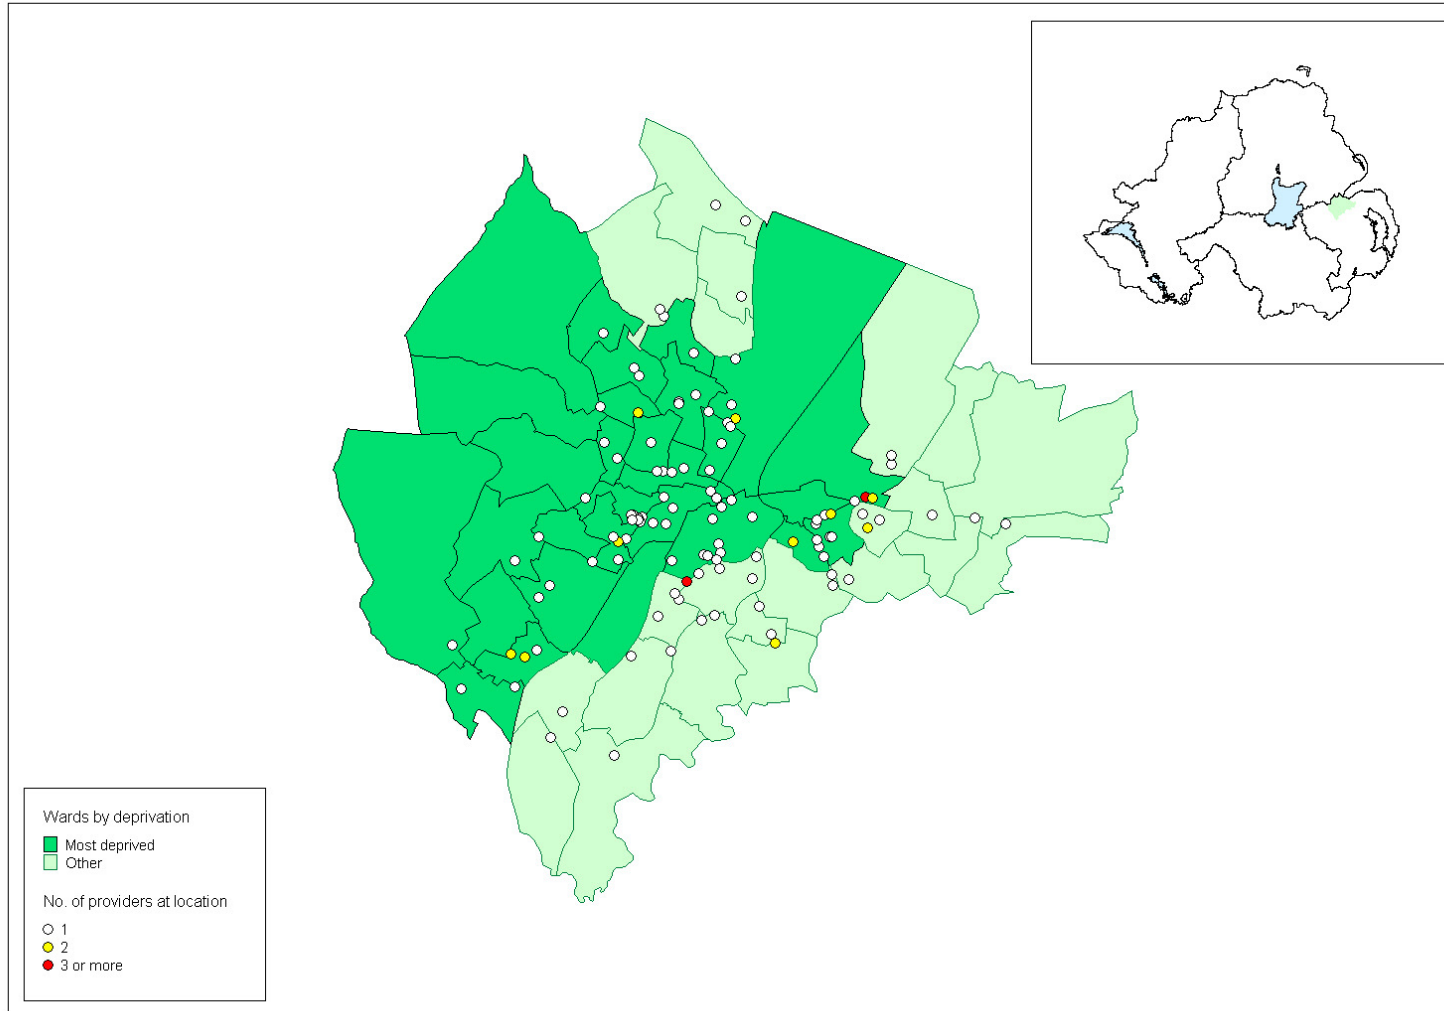 Wards by deprivation
Most deprived
Other
No. of providers at location
1
2
3 or more